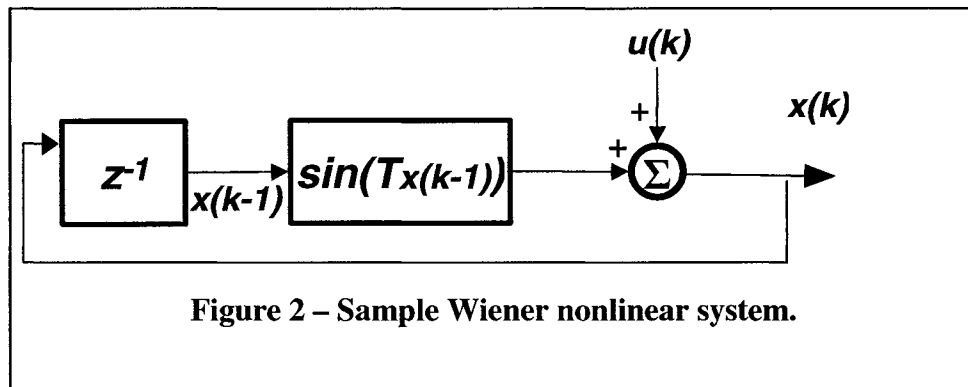 u(k)
x(k)
+
+
z-1
x(k-1)
sin(Tx(k-1))
Σ
Figure 2 – Sample Wiener nonlinear system.